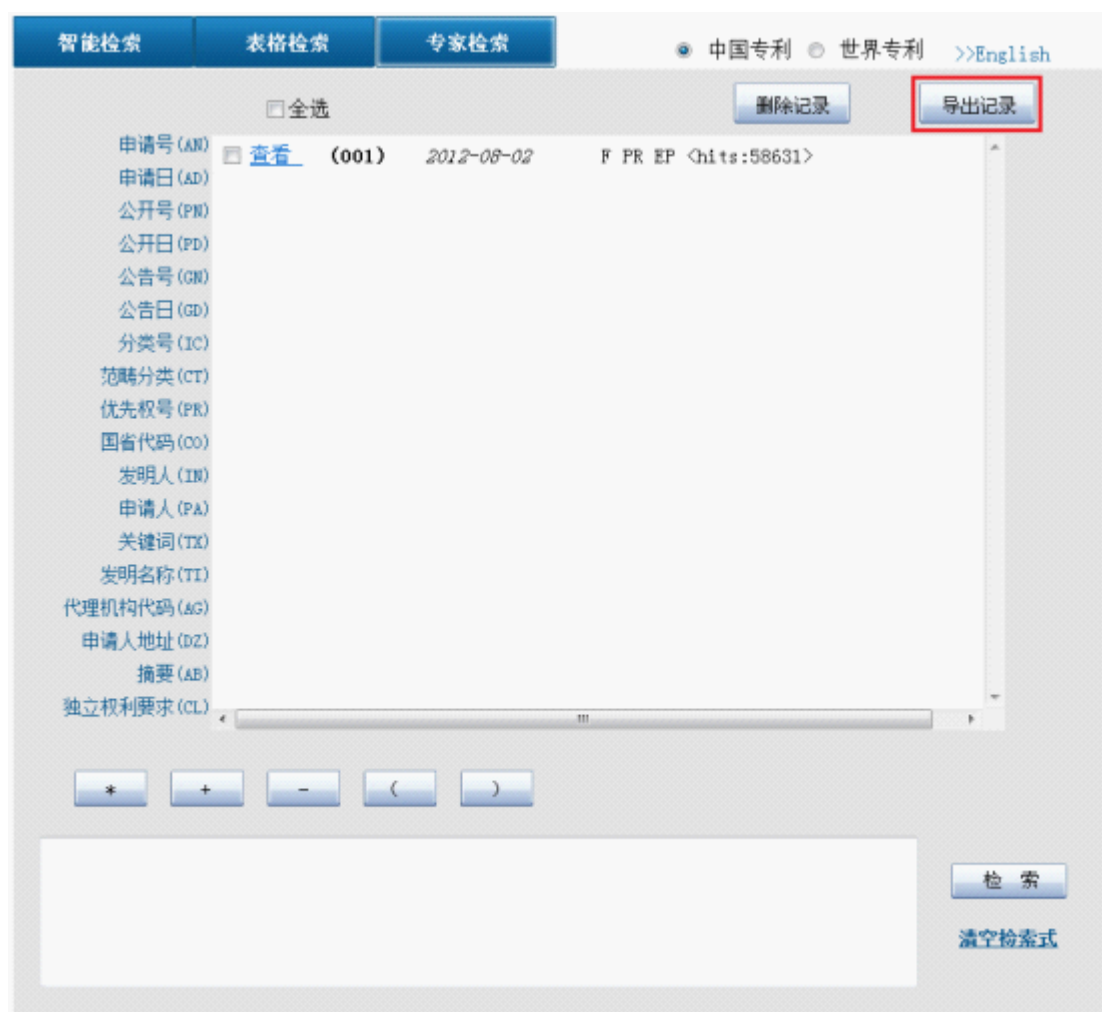 智能检索 表格检索 专家检索 中国专利 世界专利 >>English
全选 删除记录 导出记录
申请号(AN) 查看 (001) 2012-08-02 F PR EP <hits:58631>
申请日(AD)
公开号(PN)
公开日(PD)
公告号(GN)
公告日(GD)
分类号(IC)
范畴分类(CT)
优先权号(PR)
国省代码(CO)
发明人(IN)
申请人(PA)
关键词(TX)
发明名称(TI)
代理机构代码(AG)
申请人地址(DZ)
摘要(AB)
独立权利要求(CL)
* + - ( )
检 索
清空检索式